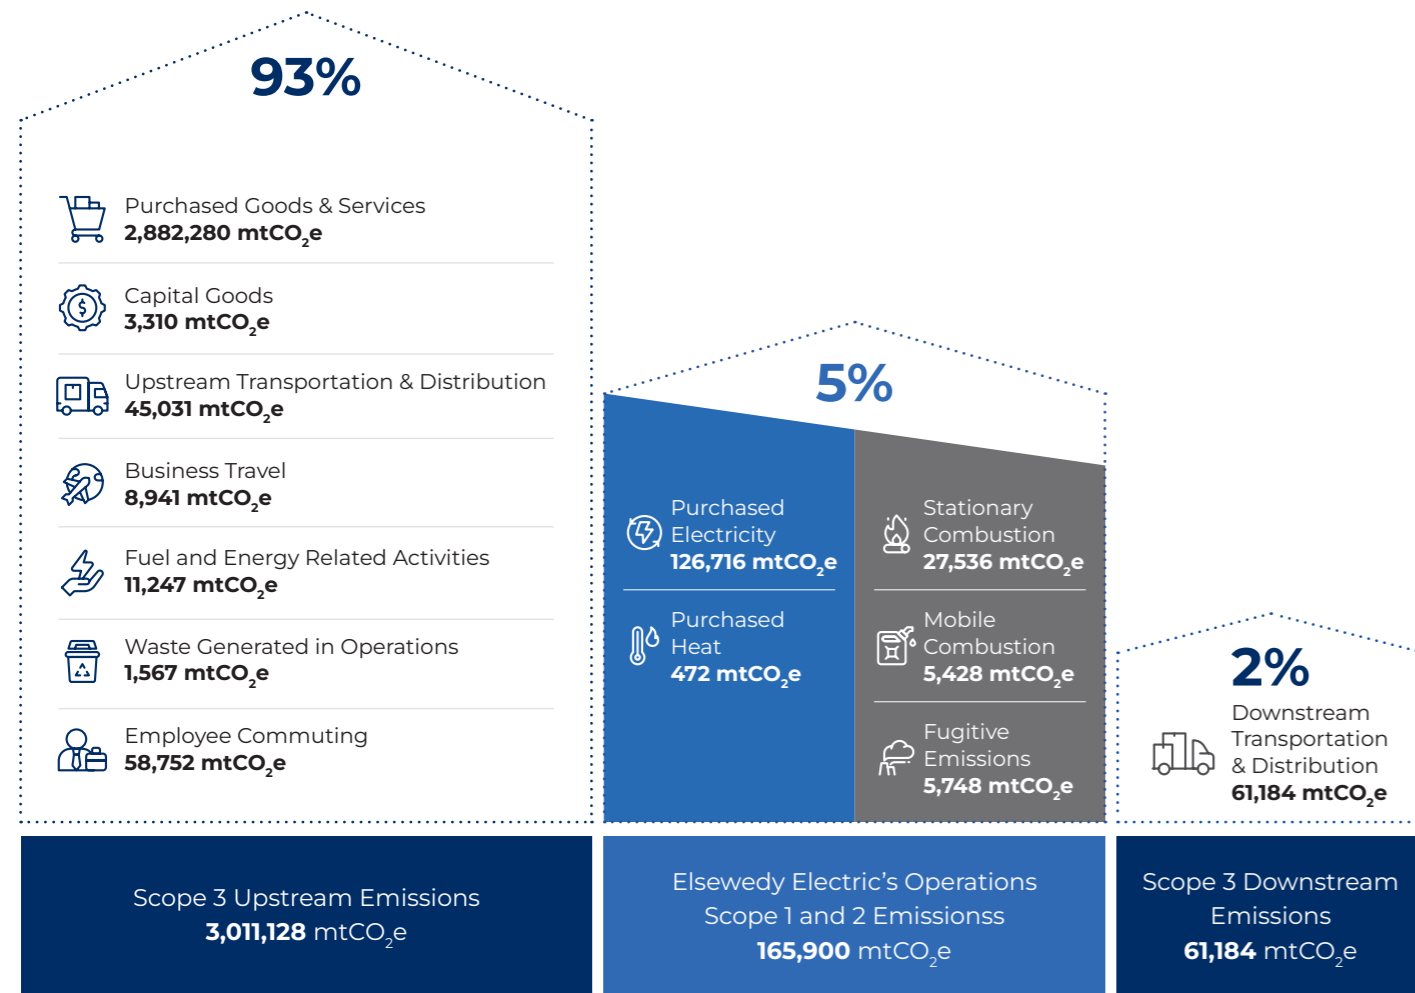 93%
Purchased Goods & Services
2,882,280 mtCO₂e
Capital Goods
3,310 mtCO₂e
Upstream Transportation & Distribution
45,031 mtCO₂e
Business Travel
8,941 mtCO₂e
Fuel and Energy Related Activities
11,247 mtCO₂e
Waste Generated in Operations
1,567 mtCO₂e
Employee Commuting
58,752 mtCO₂e
Scope 3 Upstream Emissions
3,011,128 mtCO₂e
5%
Purchased
Electricity
126,716 mtCO₂e
Purchased
Heat
472 mtCO₂e
Stationary
Combustion
27,536 mtCO₂e
Mobile
Combustion
5,428 mtCO₂e
Fugitive
Emissions
5,748 mtCO₂e
Elsewedy Electric's Operations
Scope 1 and 2 Emissionss
165,900 mtCO₂e
2%
Downstream
Transportation
& Distribution
61,184 mtCO₂e
Scope 3 Downstream
Emissions
61,184 mtCO₂e